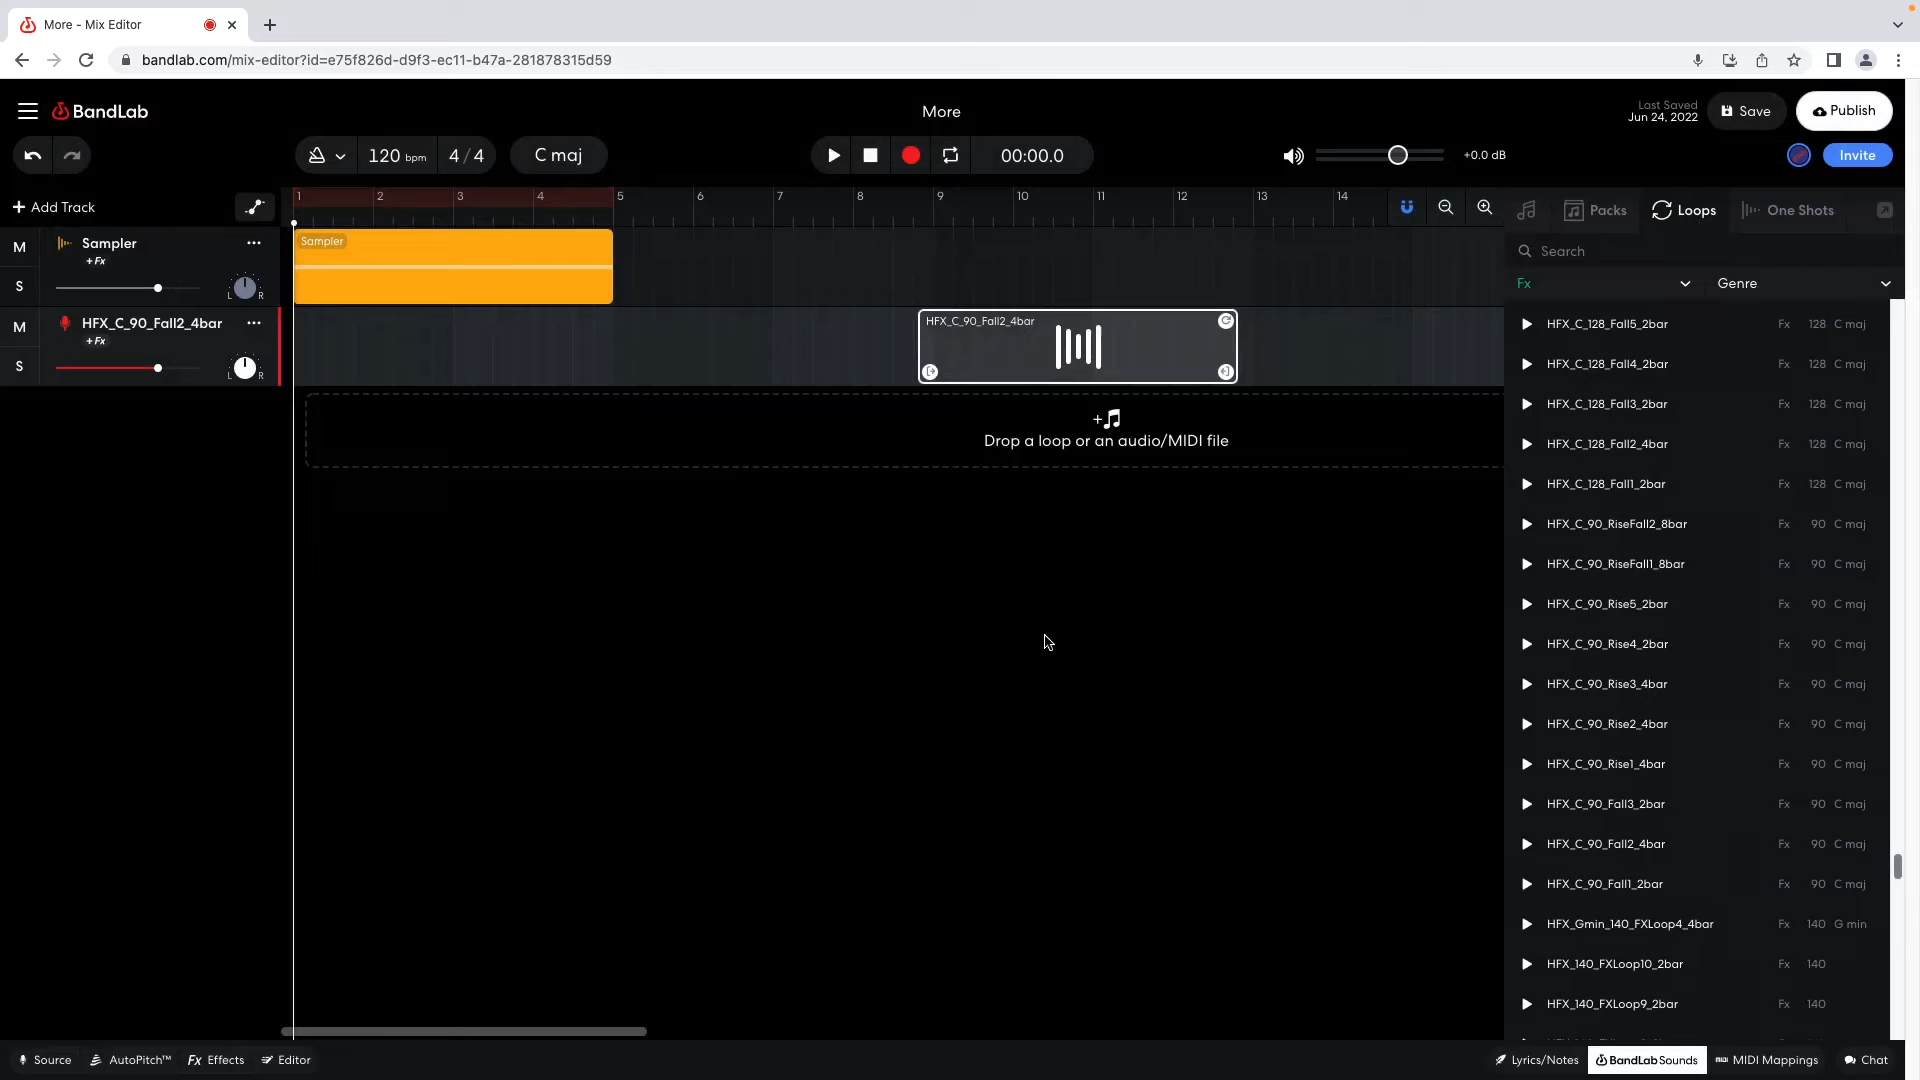 More - Mix Editor
bandlab.com/mix-editor?id=e75f826d-d9f3-ec11-b47a-281878315d59
BandLab
More
Last Saved
Jun 24, 2022
Save
Publish
120 bpm
4 / 4
C maj
00:00.0
+0.0 dB
Invite
+ Add Track
1 2 3 4 5 6 7 8 9 10 11 12 13 14
Packs
Loops
One Shots
Search
Fx
Genre
M
Sampler
+Fx
S
L R
Sampler
M
HFX_C_90_Fall2_4bar
+Fx
S
L R
HFX_C_90_Fall2_4bar
Drop a loop or an audio/MIDI file
HFX_C_128_Fall5_2bar Fx 128 C maj
HFX_C_128_Fall4_2bar Fx 128 C maj
HFX_C_128_Fall3_2bar Fx 128 C maj
HFX_C_128_Fall2_4bar Fx 128 C maj
HFX_C_128_Fall1_2bar Fx 128 C maj
HFX_C_90_RiseFall2_8bar Fx 90 C maj
HFX_C_90_RiseFall1_8bar Fx 90 C maj
HFX_C_90_Rise5_2bar Fx 90 C maj
HFX_C_90_Rise4_2bar Fx 90 C maj
HFX_C_90_Rise3_4bar Fx 90 C maj
HFX_C_90_Rise2_4bar Fx 90 C maj
HFX_C_90_Rise1_4bar Fx 90 C maj
HFX_C_90_Fall3_2bar Fx 90 C maj
HFX_C_90_Fall2_4bar Fx 90 C maj
HFX_C_90_Fall1_2bar Fx 90 C maj
HFX_Gmin_140_FXLoop4_4bar Fx 140 G min
HFX_140_FXLoop10_2bar Fx 140
HFX_140_FXLoop9_2bar Fx 140
Source
AutoPitch™
Fx Effects
Editor
Lyrics/Notes
BandLab Sounds
MIDI Mappings
Chat